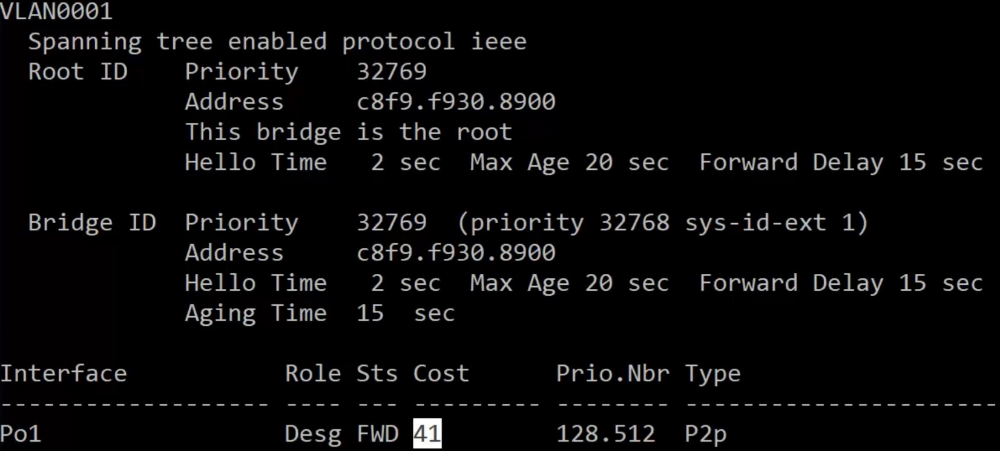 VLAN0001
  Spanning tree enabled protocol ieee
  Root ID    Priority    32769
             Address     c8f9.f930.8900
             This bridge is the root
             Hello Time   2 sec  Max Age 20 sec  Forward Delay 15 sec

  Bridge ID  Priority    32769  (priority 32768 sys-id-ext 1)
             Address     c8f9.f930.8900
             Hello Time   2 sec  Max Age 20 sec  Forward Delay 15 sec
             Aging Time  15  sec

Interface           Role Sts Cost      Prio.Nbr Type
------------------- ---- --- --------- -------- ----------------------
Po1                 Desg FWD 41        128.512  P2p